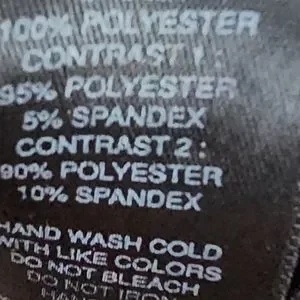 100% POLYESTER
CONTRAST 1:
95% POLYESTER
5% SPANDEX
CONTRAST 2:
90% POLYESTER
10% SPANDEX
HAND WASH COLD
WITH LIKE COLORS
DO NOT BLEACH
DO NOT IRON